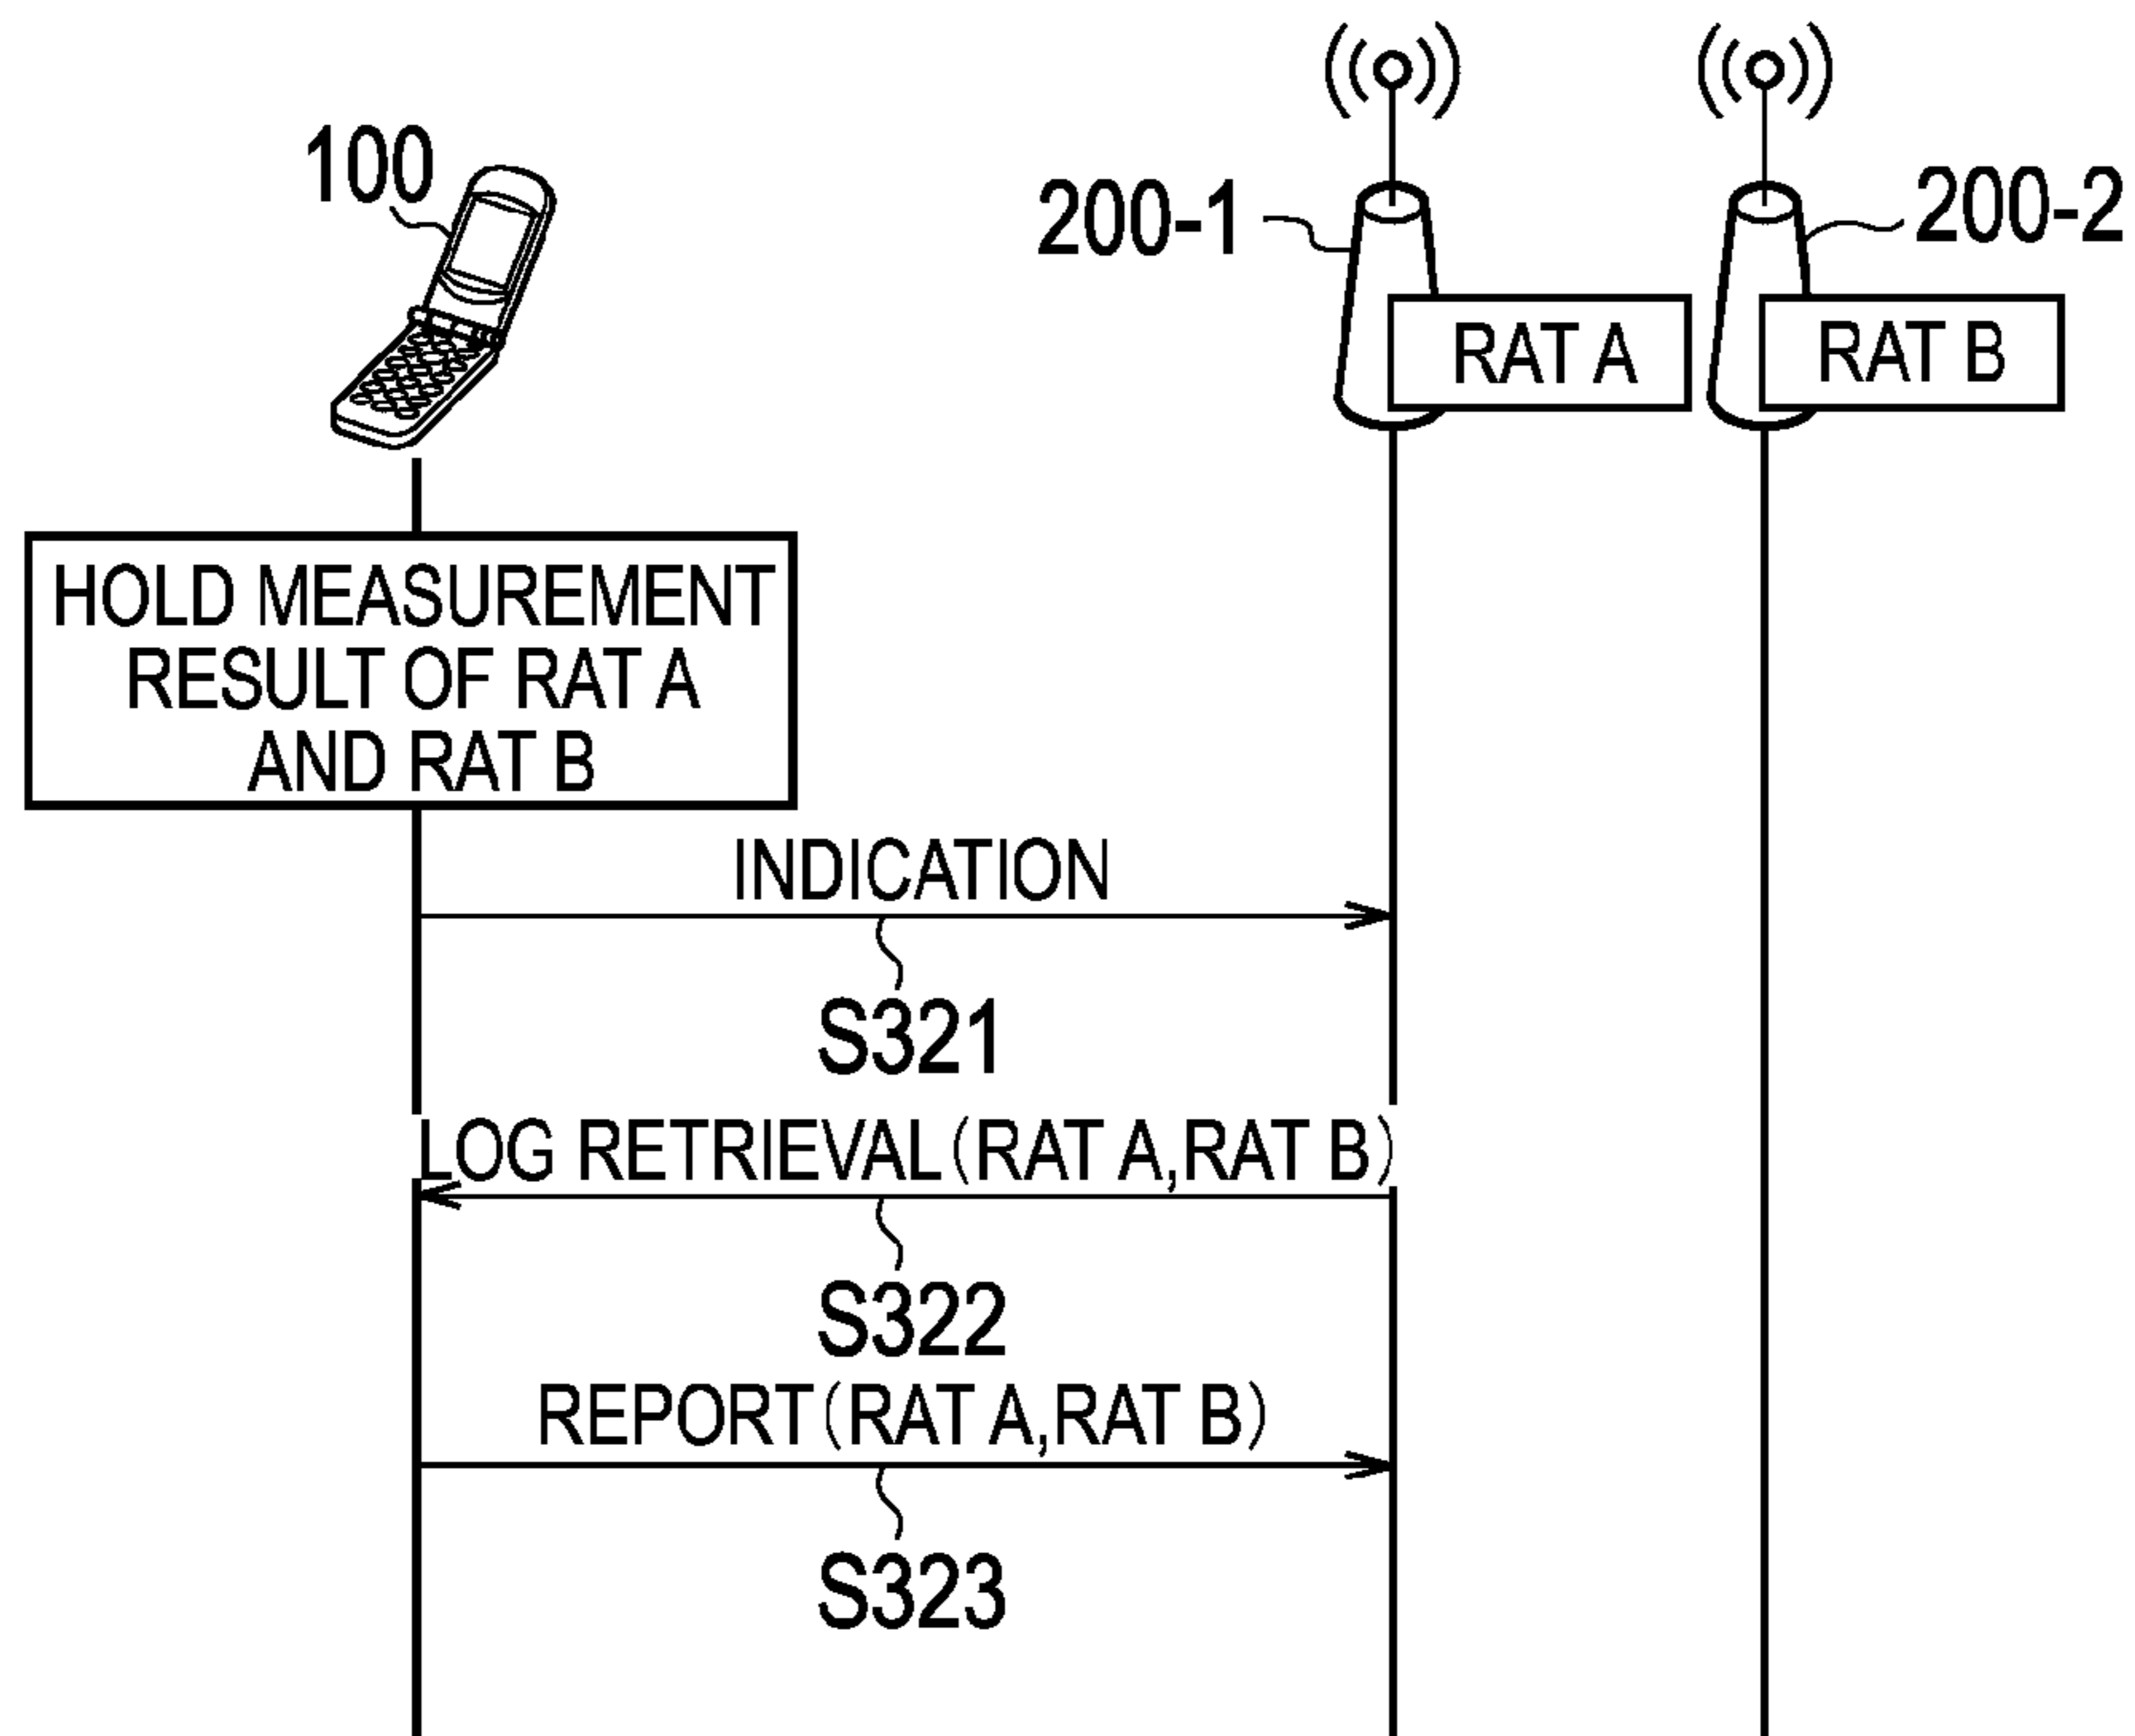 100
200-1
200-2
RAT A
RAT B
HOLD MEASUREMENT
RESULT OF RAT A
AND RAT B
INDICATION
S321
LOG RETRIEVAL(RAT A,RAT B)
S322
REPORT(RAT A,RAT B)
S323